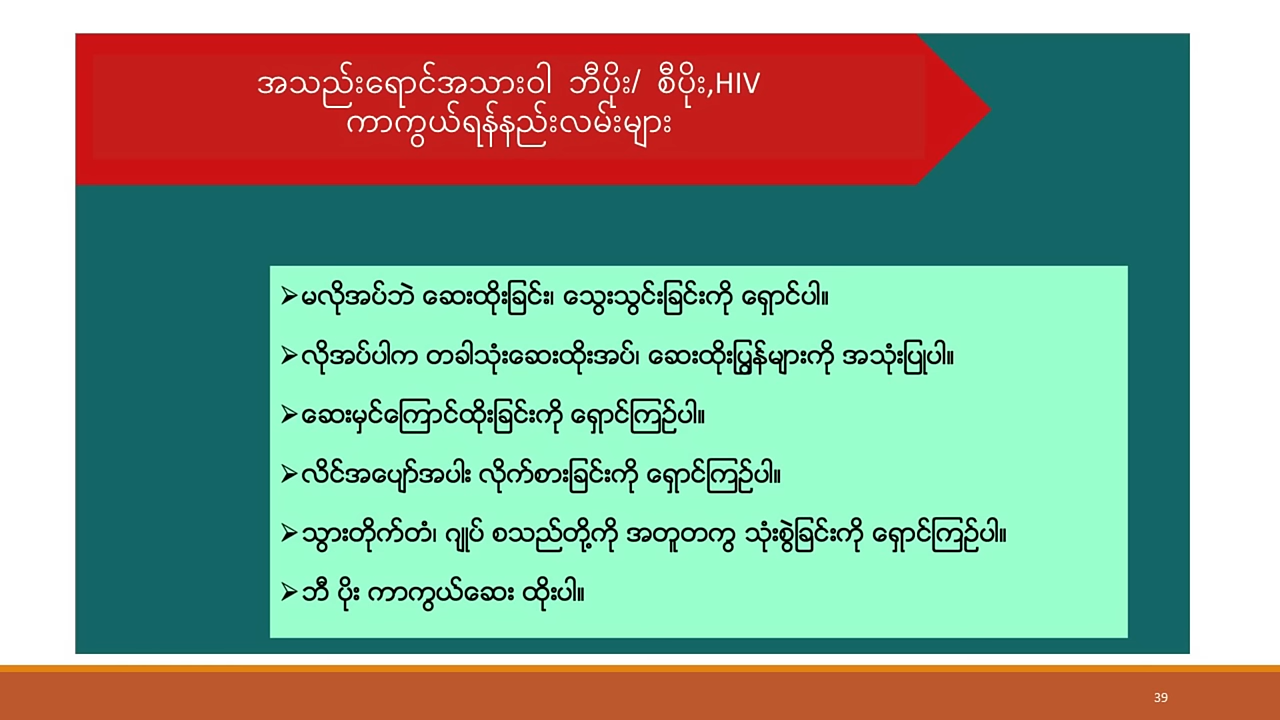 အသည်းရောင်အသားဝါ ဘီပိုး/ စီပိုး,HIV
ကာကွယ်ရန်နည်းလမ်းများ
➢မလိုအပ်ဘဲ ဆေးထိုးခြင်း၊ သွေးသွင်းခြင်းကို ရှောင်ပါ။
➢လိုအပ်ပါက တခါသုံးဆေးထိုးအပ်၊ ဆေးထိုးပြွန်များကို အသုံးပြုပါ။
➢ဆေးမှင်ကြောင်ထိုးခြင်းကို ရှောင်ကြဉ်ပါ။
➢လိင်အပျော်အပါး လိုက်စားခြင်းကို ရှောင်ကြဉ်ပါ။
➢သွားတိုက်တံ၊ ဂျုပ် စသည်တို့ကို အတူတကွ သုံးစွဲခြင်းကို ရှောင်ကြဉ်ပါ။
➢ဘီ ပိုး ကာကွယ်ဆေး ထိုးပါ။
39